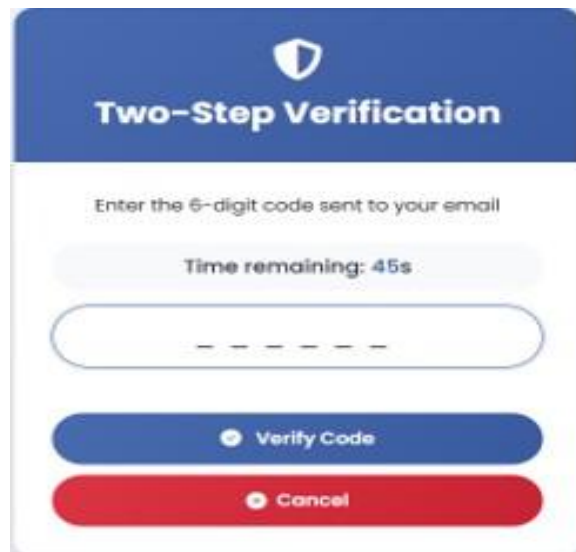 Two-Step Verification
Enter the 6-digit code sent to your email
Time remaining: 45s
_ _ _ _ _ _
Verify Code
Cancel